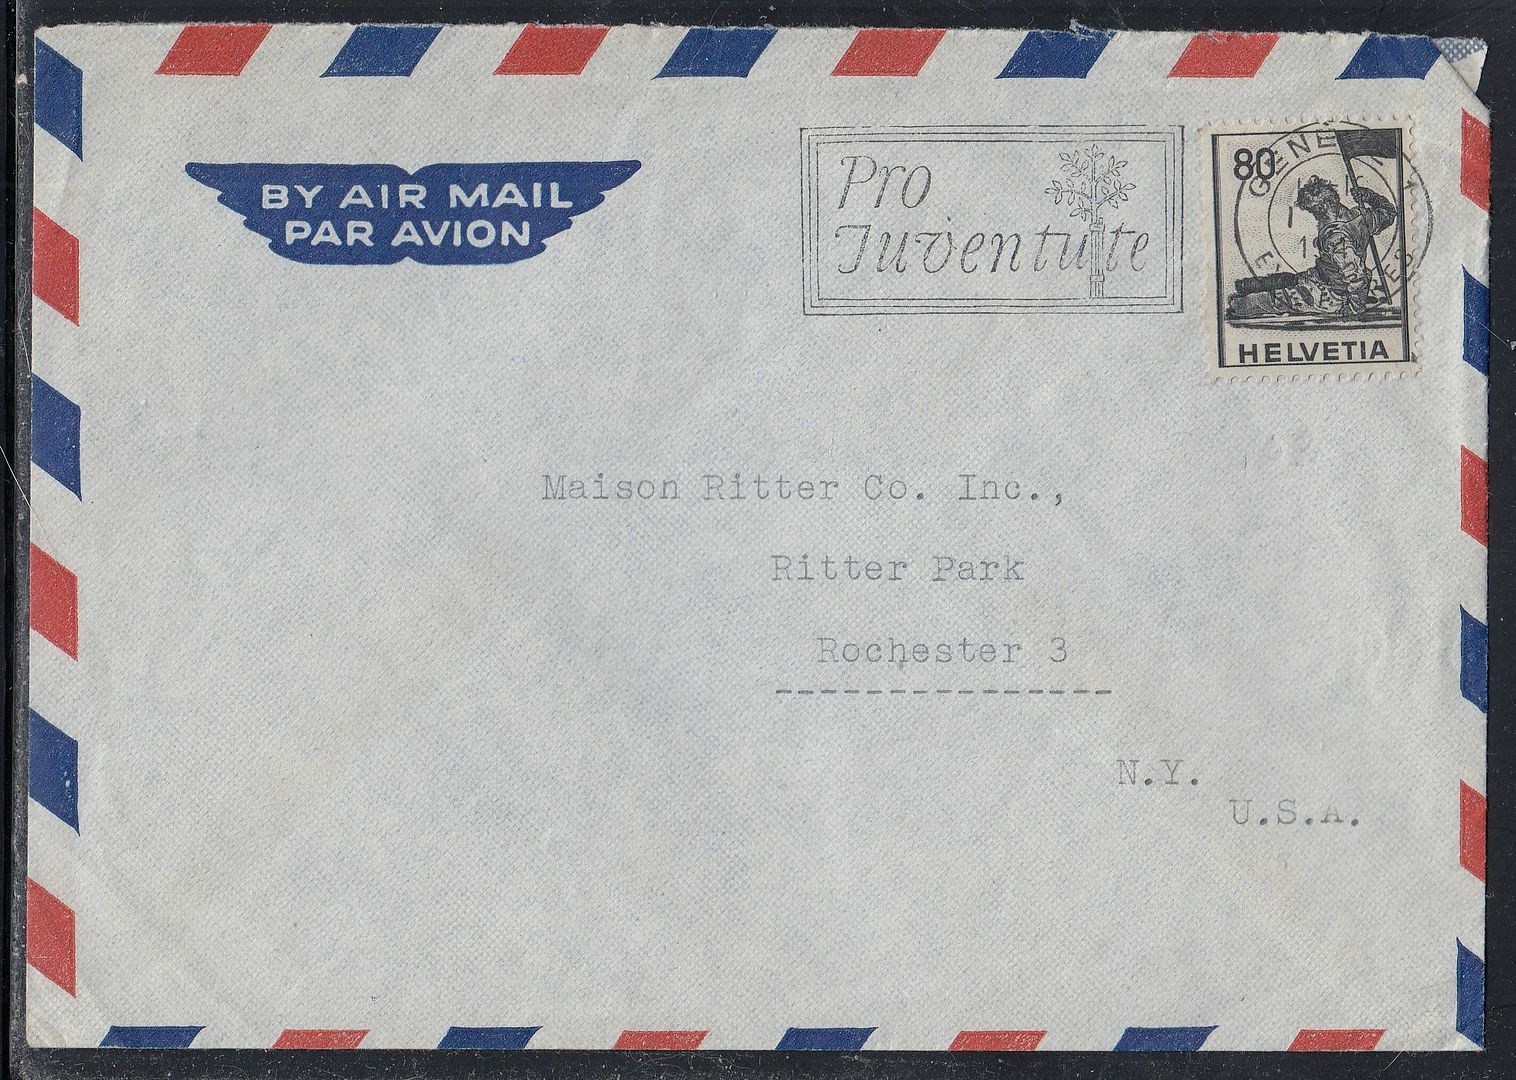 BY AIR MAIL
PAR AVION
Pro
Juventute
80
HELVETIA
Maison Ritter Co. Inc.,
Ritter Park
Rochester 3
---------------
N.Y.
U.S.A.